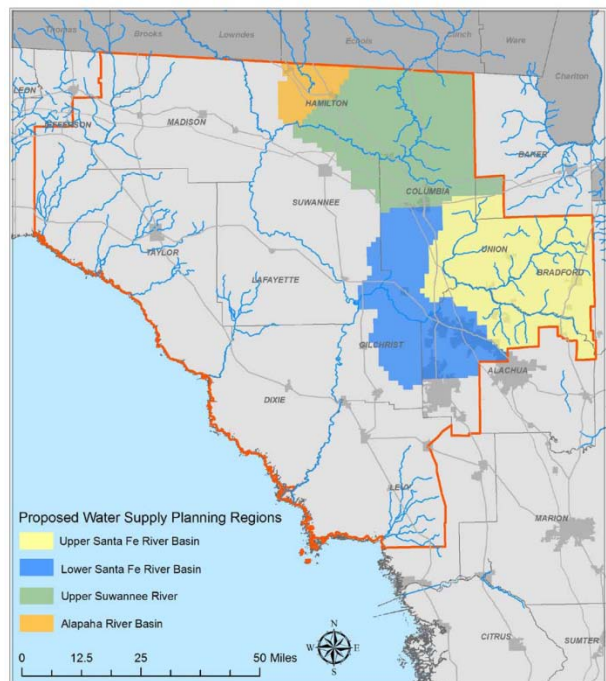 Thomas
Brooks
Lowndes
Echols
Clinch
Ware
Charlton
LEON
HAMILTON
JEFFERSON
MADISON
BAKER
SUWANNEE
COLUMBIA
UNION
TAYLOR
BRADFORD
LAFAYETTE
GILCHRIST
ALACHUA
DIXIE
LEVY
MARION
CITRUS
SUMTER
Proposed Water Supply Planning Regions
Upper Santa Fe River Basin
Lower Santa Fe River Basin
Upper Suwannee River
Alapaha River Basin
0 12.5 25 50 Miles
N
W E
S